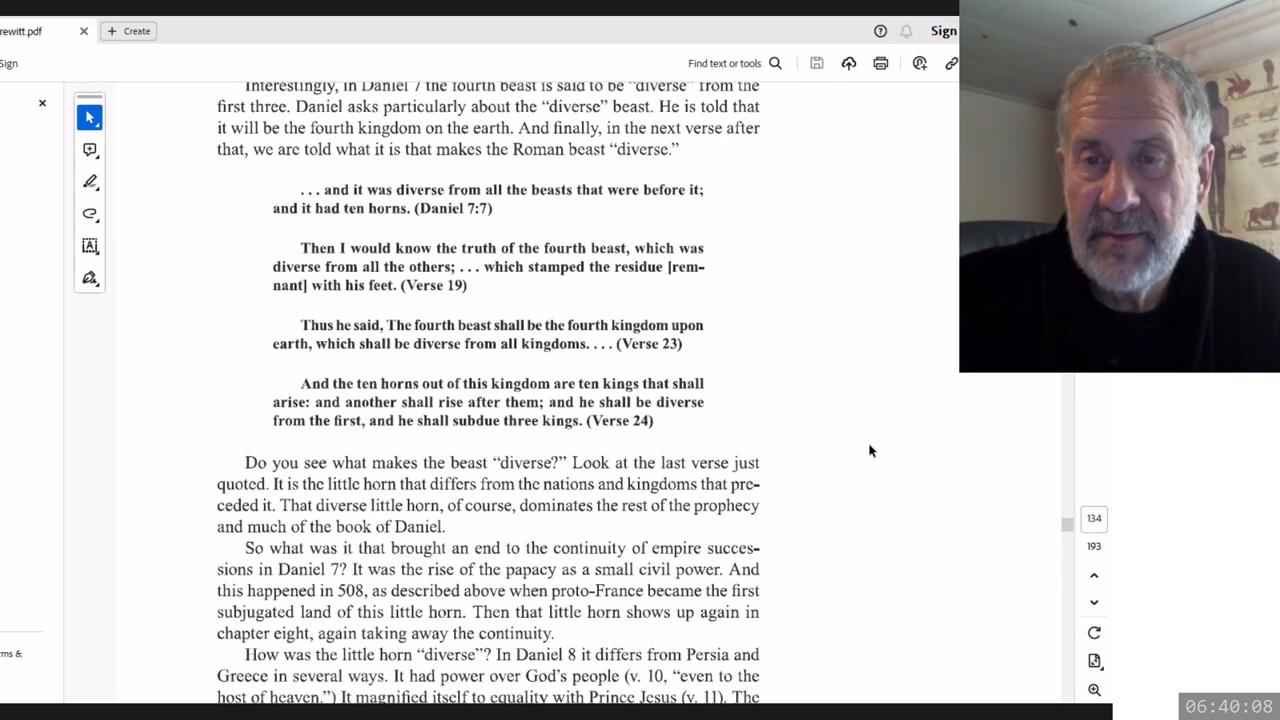 rewitt.pdf
Create
Sign
Sign
Find text or tools
Interestingly, in Daniel 7 the fourth beast is said to be “diverse” from the
first three. Daniel asks particularly about the “diverse” beast. He is told that
it will be the fourth kingdom on the earth. And finally, in the next verse after
that, we are told what it is that makes the Roman beast “diverse.”
. . . and it was diverse from all the beasts that were before it;
and it had ten horns. (Daniel 7:7)
Then I would know the truth of the fourth beast, which was
diverse from all the others; . . . which stamped the residue [rem-
nant] with his feet. (Verse 19)
Thus he said, The fourth beast shall be the fourth kingdom upon
earth, which shall be diverse from all kingdoms. . . . (Verse 23)
And the ten horns out of this kingdom are ten kings that shall
arise: and another shall rise after them; and he shall be diverse
from the first, and he shall subdue three kings. (Verse 24)
Do you see what makes the beast “diverse?” Look at the last verse just
quoted. It is the little horn that differs from the nations and kingdoms that pre-
ceded it. That diverse little horn, of course, dominates the rest of the prophecy
and much of the book of Daniel.
So what was it that brought an end to the continuity of empire succes-
sions in Daniel 7? It was the rise of the papacy as a small civil power. And
this happened in 508, as described above when proto-France became the first
subjugated land of this little horn. Then that little horn shows up again in
chapter eight, again taking away the continuity.
How was the little horn “diverse”? In Daniel 8 it differs from Persia and
Greece in several ways. It had power over God’s people (v. 10, “even to the
host of heaven.”) It magnified itself to equality with Prince Jesus (v. 11). The
134
193
rms &
06:40:08